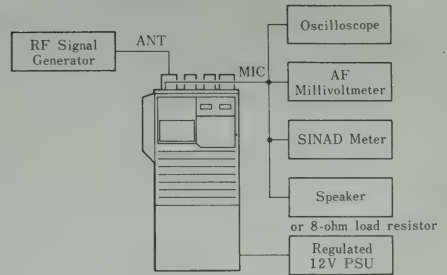 RF Signal
Generator
ANT
MIC
Oscilloscope
AF
Millivoltmeter
SINAD Meter
Speaker
or 8-ohm load resistor
Regulated
12V PSU